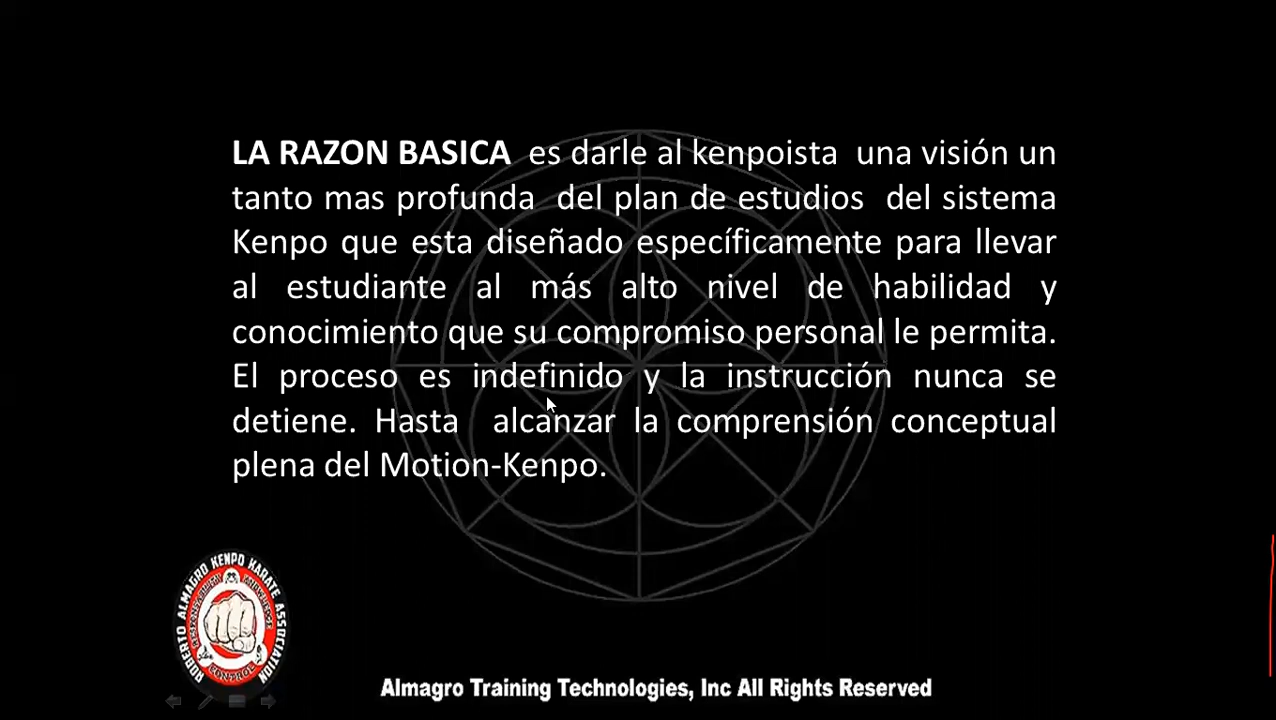 LA RAZON BASICA es darle al kenpoista una visión un
tanto mas profunda del plan de estudios del sistema
Kenpo que esta diseñado específicamente para llevar
al estudiante al más alto nivel de habilidad y
conocimiento que su compromiso personal le permita.
El proceso es indefinido y la instrucción nunca se
detiene. Hasta alcanzar la comprensión conceptual
plena del Motion-Kenpo.
ROBERTO ALMAGRO KENPO KARATE ASSOCIATION
CONTROL
Almagro Training Technologies, Inc All Rights Reserved